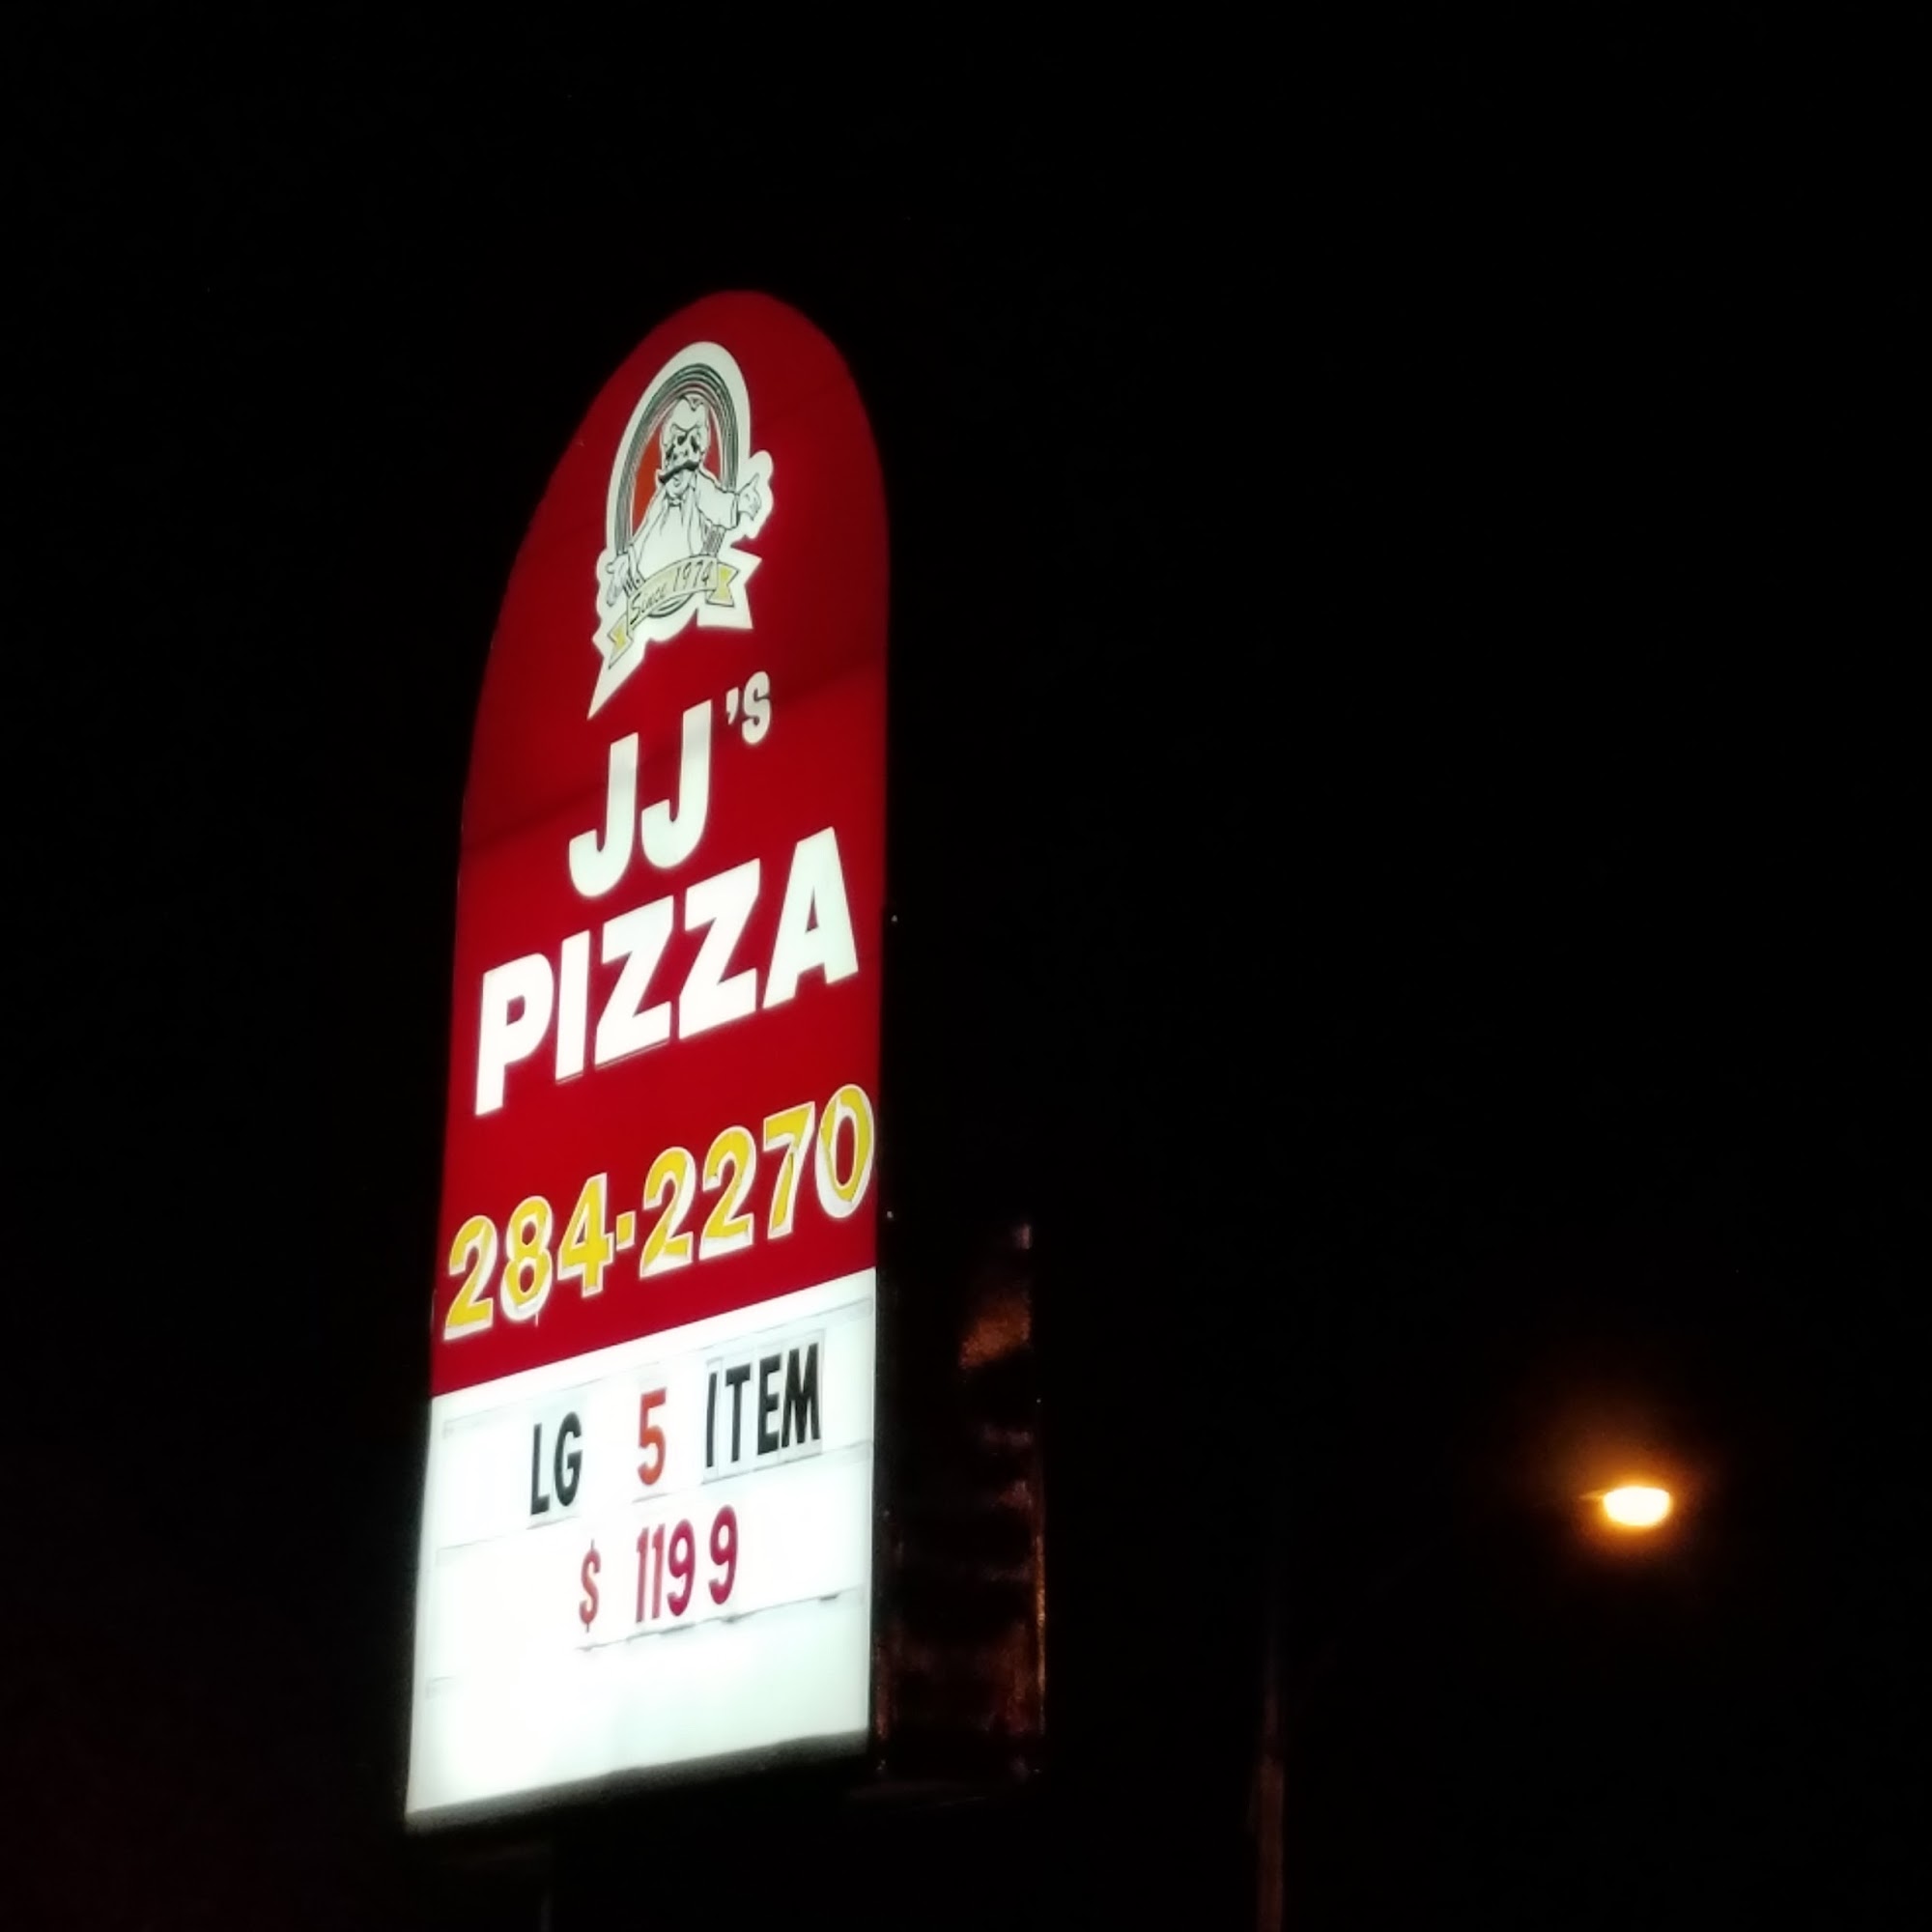 Since 1974
JJ's
PIZZA
284-2270
LG 5 ITEM
$ 1199